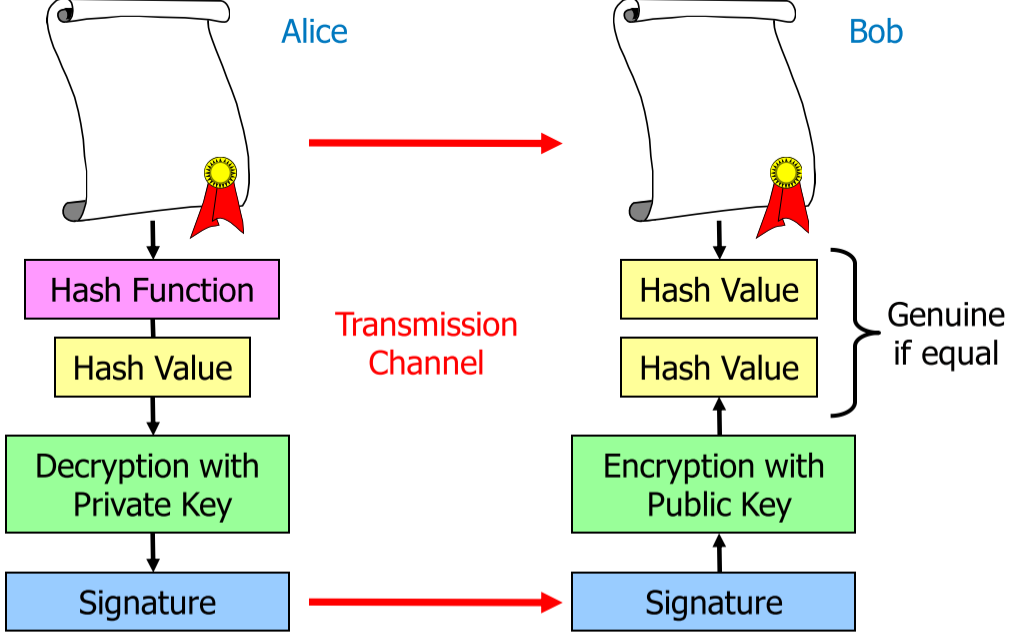 Alice
Bob
Hash Function
Hash Value
Decryption with
Private Key
Signature
Transmission
Channel
Hash Value
Hash Value
Encryption with
Public Key
Signature
Genuine
if equal